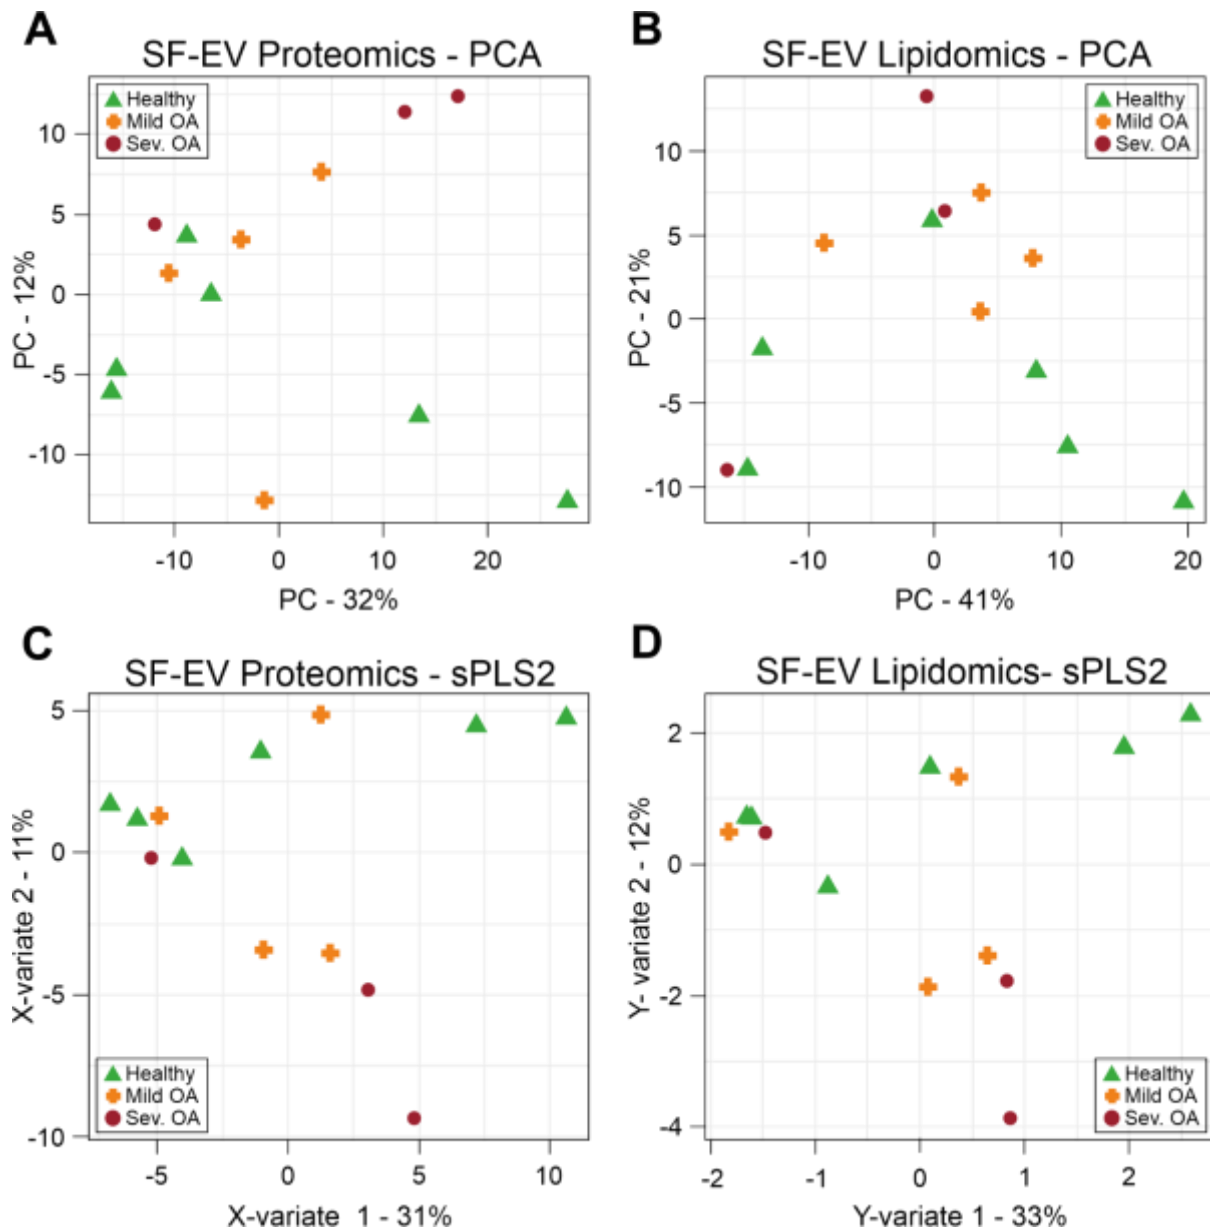 A
SF-EV Proteomics - PCA
Healthy
Mild OA
Sev. OA
10
5
0
-5
-10
PC - 12%
-10
0
10
20
PC - 32%
B
SF-EV Lipidomics - PCA
Healthy
Mild OA
Sev. OA
10
5
0
-5
-10
PC - 21%
-10
0
10
20
PC - 41%
C
SF-EV Proteomics - sPLS2
5
0
-5
-10
X-variate 2 - 11%
Healthy
Mild OA
Sev. OA
-5
0
5
10
X-variate 1 - 31%
D
SF-EV Lipidomics- sPLS2
2
0
-2
-4
Y- variate 2 - 12%
Healthy
Mild OA
Sev. OA
-2
-1
0
1
2
Y-variate 1 - 33%